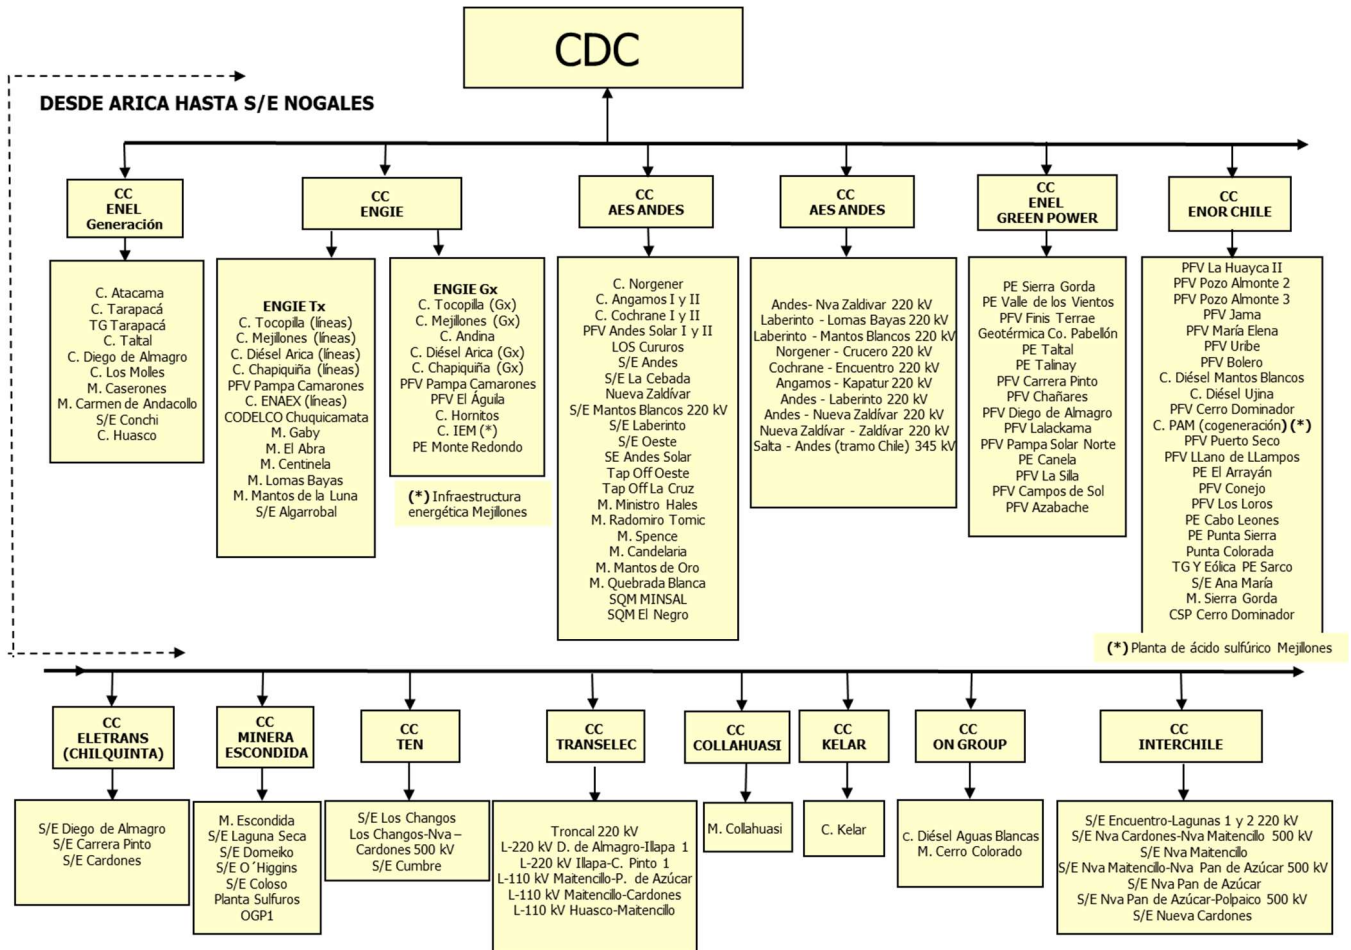 CDC
DESDE ARICA HASTA S/E NOGALES
CC
ENEL
Generación
C. Atacama
C. Tarapacá
TG Tarapacá
C. Taltal
C. Diego de Almagro
C. Los Molles
M. Caserones
M. Carmen de Andacollo
S/E Conchi
C. Huasco
CC
ENGIE
ENGIE Tx
C. Tocopilla (líneas)
C. Mejillones (líneas)
C. Diésel Arica (líneas)
C. Chapiquiña (líneas)
PFV Pampa Camarones
C. ENAEX (líneas)
CODELCO Chuquicamata
M. Gaby
M. El Abra
M. Centinela
M. Lomas Bayas
M. Mantos de la Luna
S/E Algarrobal
ENGIE Gx
C. Tocopilla (Gx)
C. Mejillones (Gx)
C. Andina
C. Diésel Arica (Gx)
C. Chapiquiña (Gx)
PFV Pampa Camarones
PFV El Águila
C. Hornitos
C. IEM (*)
PE Monte Redondo
(*) Infraestructura
energética Mejillones
CC
AES ANDES
C. Norgener
C. Angamos I y II
C. Cochrane I y II
PFV Andes Solar I y II
LOS Cururos
S/E Andes
S/E La Cebada
Nueva Zaldívar
S/E Mantos Blancos 220 kV
S/E Laberinto
S/E Oeste
SE Andes Solar
Tap Off Oeste
Tap Off La Cruz
M. Ministro Hales
M. Radomiro Tomic
M. Spence
M. Candelaria
M. Mantos de Oro
M. Quebrada Blanca
SQM MINSAL
SQM El Negro
CC
AES ANDES
Andes- Nva Zaldívar 220 kV
Laberinto - Lomas Bayas 220 kV
Laberinto - Mantos Blancos 220 kV
Norgener - Crucero 220 kV
Cochrane - Encuentro 220 kV
Angamos - Kapatur 220 kV
Andes - Laberinto 220 kV
Andes - Nueva Zaldívar 220 kV
Nueva Zaldívar - Zaldívar 220 kV
Salta - Andes (tramo Chile) 345 kV
CC
ENEL
GREEN POWER
PE Sierra Gorda
PE Valle de los Vientos
PFV Finis Terrae
Geotérmica Co. Pabellón
PE Taltal
PE Talinay
PFV Carrera Pinto
PFV Chañares
PFV Diego de Almagro
PFV Lalackama
PFV Pampa Solar Norte
PE Canela
PFV La Silla
PFV Campos de Sol
PFV Azabache
CC
ENOR CHILE
PFV La Huayca II
PFV Pozo Almonte 2
PFV Pozo Almonte 3
PFV Jama
PFV María Elena
PFV Uribe
PFV Bolero
C. Diésel Mantos Blancos
C. Diésel Ujina
PFV Cerro Dominador
C. PAM (cogeneración) (*)
PFV Puerto Seco
PFV LLano de LLampos
PE El Arrayán
PFV Conejo
PFV Los Loros
PE Cabo Leones
PE Punta Sierra
Punta Colorada
TG Y Eólica PE Sarco
S/E Ana María
M. Sierra Gorda
CSP Cerro Dominador
(*) Planta de ácido sulfúrico Mejillones
CC
ELETRANS
(CHILQUINTA)
S/E Diego de Almagro
S/E Carrera Pinto
S/E Cardones
CC
MINERA
ESCONDIDA
M. Escondida
S/E Laguna Seca
S/E Domeiko
S/E O´Higgins
S/E Coloso
Planta Sulfuros
OGP1
CC
TEN
S/E Los Changos
Los Changos-Nva –
Cardones 500 kV
S/E Cumbre
CC
TRANSELEC
Troncal 220 kV
L-220 kV D. de Almagro-Illapa 1
L-220 kV Illapa-C. Pinto 1
L-110 kV Maitencillo-P. de Azúcar
L-110 kV Maitencillo-Cardones
L-110 kV Huasco-Maitencillo
CC
COLLAHUASI
M. Collahuasi
CC
KELAR
C. Kelar
CC
ON GROUP
C. Diésel Aguas Blancas
M. Cerro Colorado
CC
INTERCHILE
S/E Encuentro-Lagunas 1 y 2 220 kV
S/E Nva Cardones-Nva Maitencillo 500 kV
S/E Nva Maitencillo
S/E Nva Maitencillo-Nva Pan de Azúcar 500 kV
S/E Nva Pan de Azúcar
S/E Nva Pan de Azúcar-Polpaico 500 kV
S/E Nueva Cardones